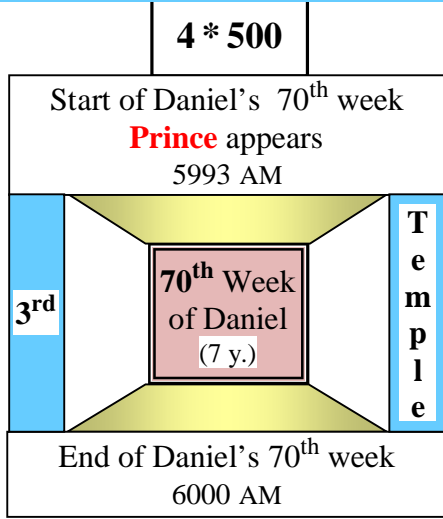 4 * 500
Start of Daniel's 70th week
Prince appears
5993 AM
3rd
70th Week
of Daniel
(7 y.)
Temple
End of Daniel's 70th week
6000 AM